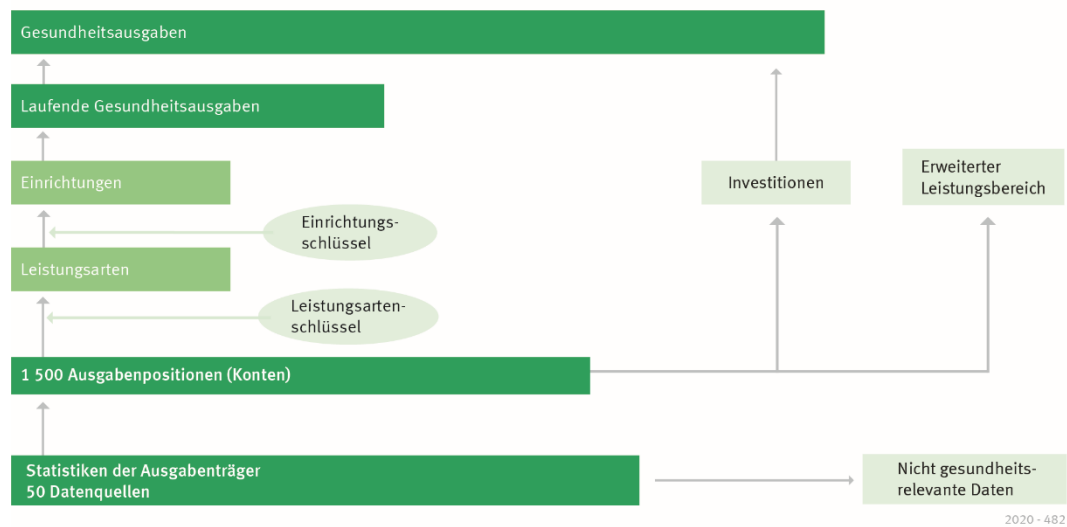 Gesundheitsausgaben
Laufende Gesundheitsausgaben
Einrichtungen
Investitionen
Erweiterter
Leistungsbereich
Einrichtungs-
schlüssel
Leistungsarten
Leistungsarten-
schlüssel
1 500 Ausgabenpositionen (Konten)
Statistiken der Ausgabenträger
50 Datenquellen
Nicht gesundheits-
relevante Daten
2020 - 482